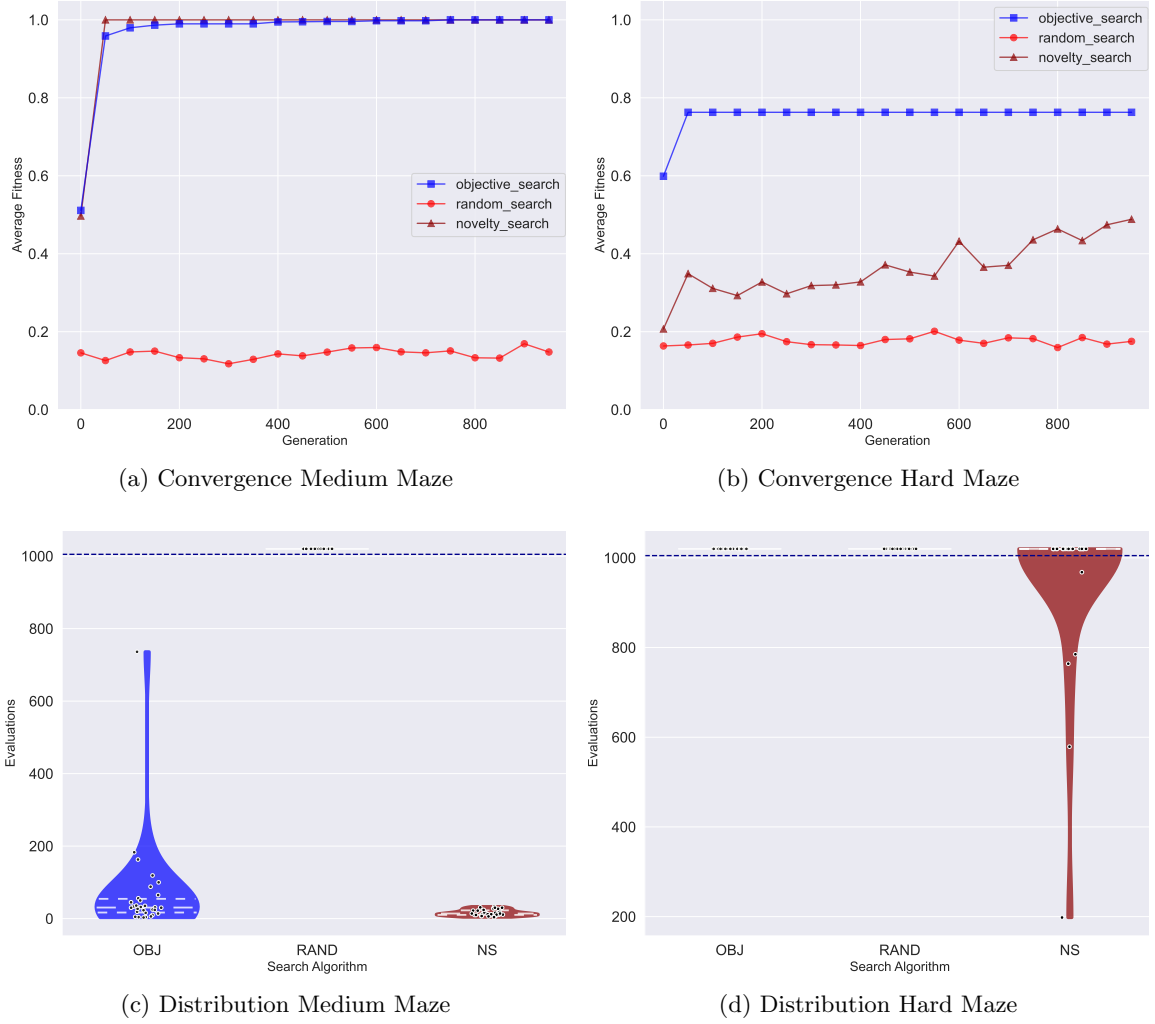 1.0
0.8
0.6
0.4
0.2
0.0
Average Fitness
objective_search
random_search
novelty_search
0 200 400 600 800
Generation
(a) Convergence Medium Maze
1.0
0.8
0.6
0.4
0.2
0.0
Average Fitness
objective_search
random_search
novelty_search
0 200 400 600 800
Generation
(b) Convergence Hard Maze
1000
800
600
400
200
0
Evaluations
OBJ RAND NS
Search Algorithm
(c) Distribution Medium Maze
1000
800
600
400
200
Evaluations
OBJ RAND NS
Search Algorithm
(d) Distribution Hard Maze